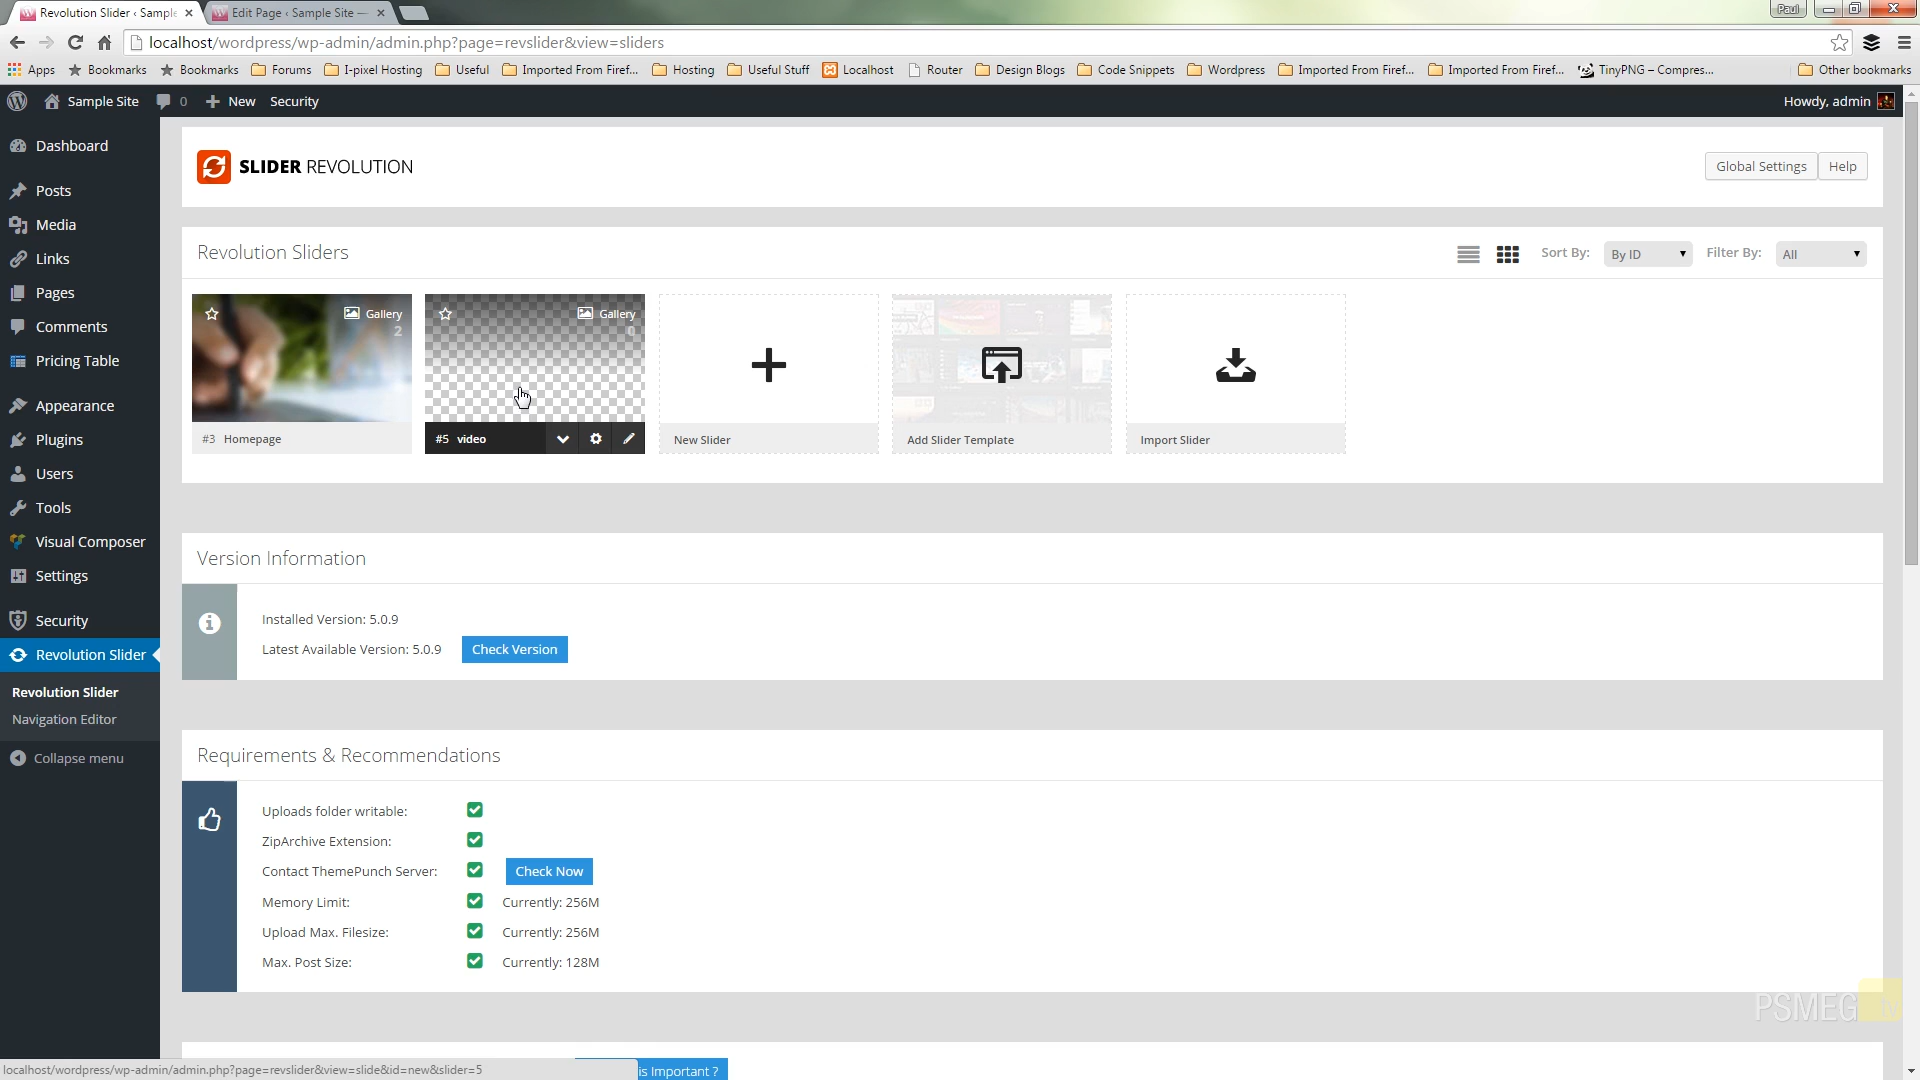 Revolution Slider ‹ Sample
Edit Page ‹ Sample Site —
Paul
localhost/wordpress/wp-admin/admin.php?page=revslider&view=sliders
Apps Bookmarks Bookmarks Forums I-pixel Hosting Useful Imported From Firef... Hosting Useful Stuff Localhost Router Design Blogs Code Snippets Wordpress Imported From Firef... Imported From Firef... TinyPNG – Compres... Other bookmarks
Sample Site 0 New Security Howdy, admin
Dashboard
Posts
Media
Links
Pages
Comments
Pricing Table
Appearance
Plugins
Users
Tools
Visual Composer
Settings
Security
Revolution Slider
Revolution Slider
Navigation Editor
Collapse menu
SLIDER REVOLUTION
Global Settings Help
Revolution Sliders
Sort By: By ID Filter By: All
Gallery
2
#3 Homepage
Gallery
0
#5 video
New Slider
Add Slider Template
Import Slider
Version Information
Installed Version: 5.0.9
Latest Available Version: 5.0.9 Check Version
Requirements & Recommendations
Uploads folder writable:
ZipArchive Extension:
Contact ThemePunch Server: Check Now
Memory Limit: Currently: 256M
Upload Max. Filesize: Currently: 256M
Max. Post Size: Currently: 128M
PSMEG
is Important ?
localhost/wordpress/wp-admin/admin.php?page=revslider&view=slide&id=new&slider=5